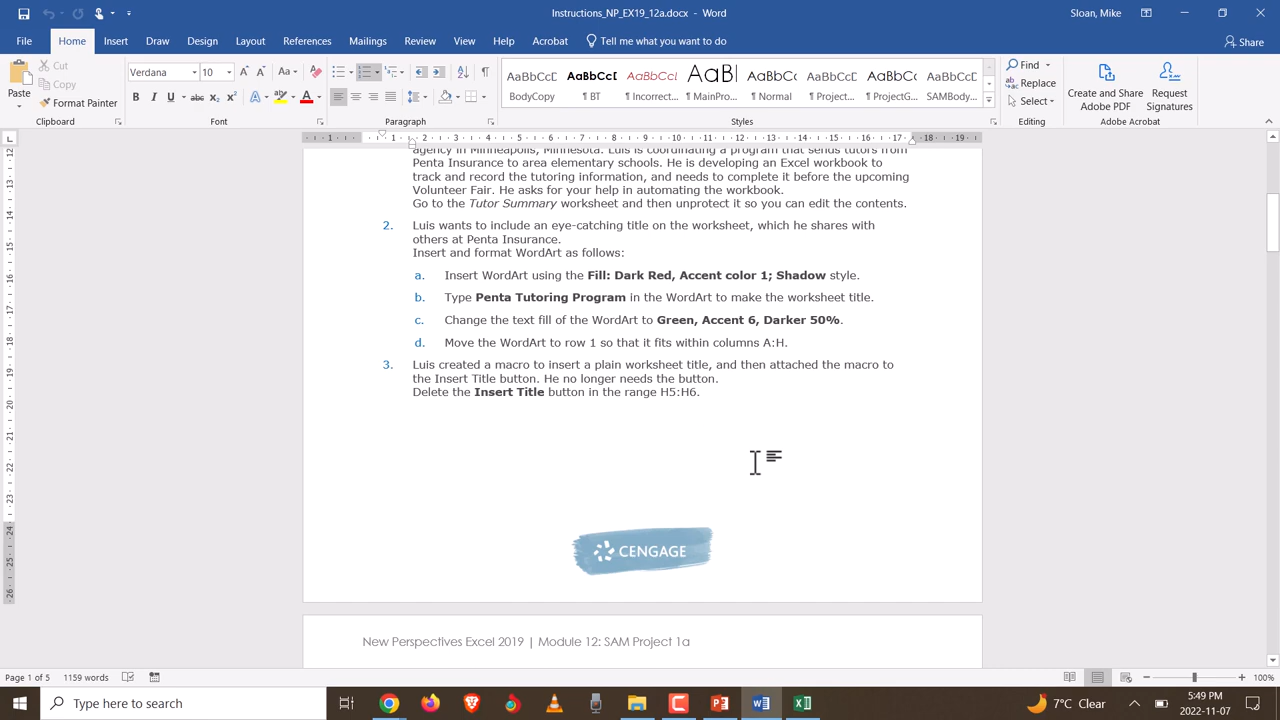 Instructions_NP_EX19_12a.docx - Word
Sloan, Mike
File Home Insert Draw Design Layout References Mailings Review View Help Acrobat Tell me what you want to do Share
Paste Cut Copy Format Painter Clipboard
Verdana 10 Font
Paragraph
AaBbCcI BodyCopy AaBbCcI ¶ BT AaBbCcI ¶ Incorrect... AaBl ¶ MainPro... AaBbCc ¶ Normal AaBbCcI ¶ Project... AaBbCc ¶ ProjectG... AaBbCcI SAMBody... Styles
Find Replace Select Editing
Create and Share Adobe PDF Request Signatures Adobe Acrobat
agency in Minneapolis, Minnesota. Luis is coordinating a program that sends tutors from
Penta Insurance to area elementary schools. He is developing an Excel workbook to
track and record the tutoring information, and needs to complete it before the upcoming
Volunteer Fair. He asks for your help in automating the workbook.
Go to the Tutor Summary worksheet and then unprotect it so you can edit the contents.
2. Luis wants to include an eye-catching title on the worksheet, which he shares with
others at Penta Insurance.
Insert and format WordArt as follows:
a. Insert WordArt using the Fill: Dark Red, Accent color 1; Shadow style.
b. Type Penta Tutoring Program in the WordArt to make the worksheet title.
c. Change the text fill of the WordArt to Green, Accent 6, Darker 50%.
d. Move the WordArt to row 1 so that it fits within columns A:H.
3. Luis created a macro to insert a plain worksheet title, and then attached the macro to
the Insert Title button. He no longer needs the button.
Delete the Insert Title button in the range H5:H6.
CENGAGE
New Perspectives Excel 2019 | Module 12: SAM Project 1a
Page 1 of 5 1159 words 100%
Type here to search 7°C Clear 5:49 PM
2022-11-07